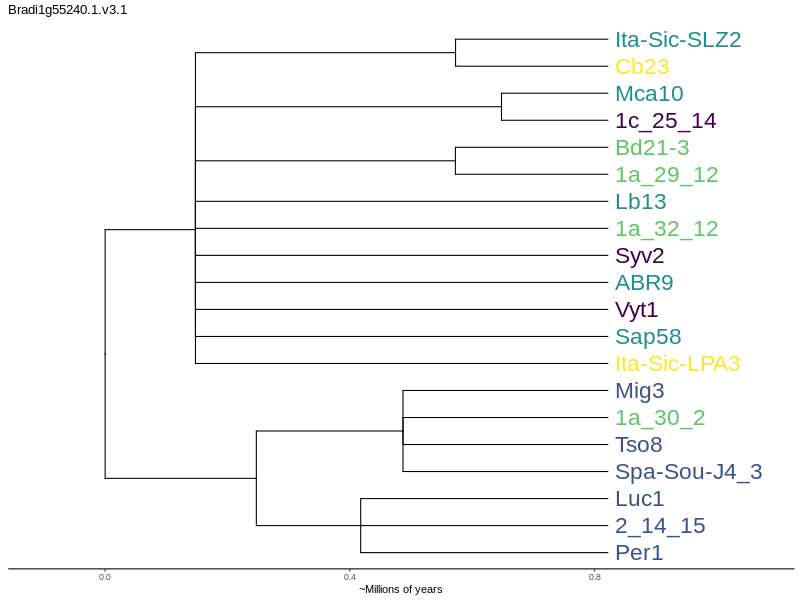 Bradi1g55240.1.v3.1
Ita-Sic-SLZ2
Cb23
Mca10
1c_25_14
Bd21-3
1a_29_12
Lb13
1a_32_12
Syv2
ABR9
Vyt1
Sap58
Ita-Sic-LPA3
Mig3
1a_30_2
Tso8
Spa-Sou-J4_3
Luc1
2_14_15
Per1
0.0 0.4 0.8
~Millions of years